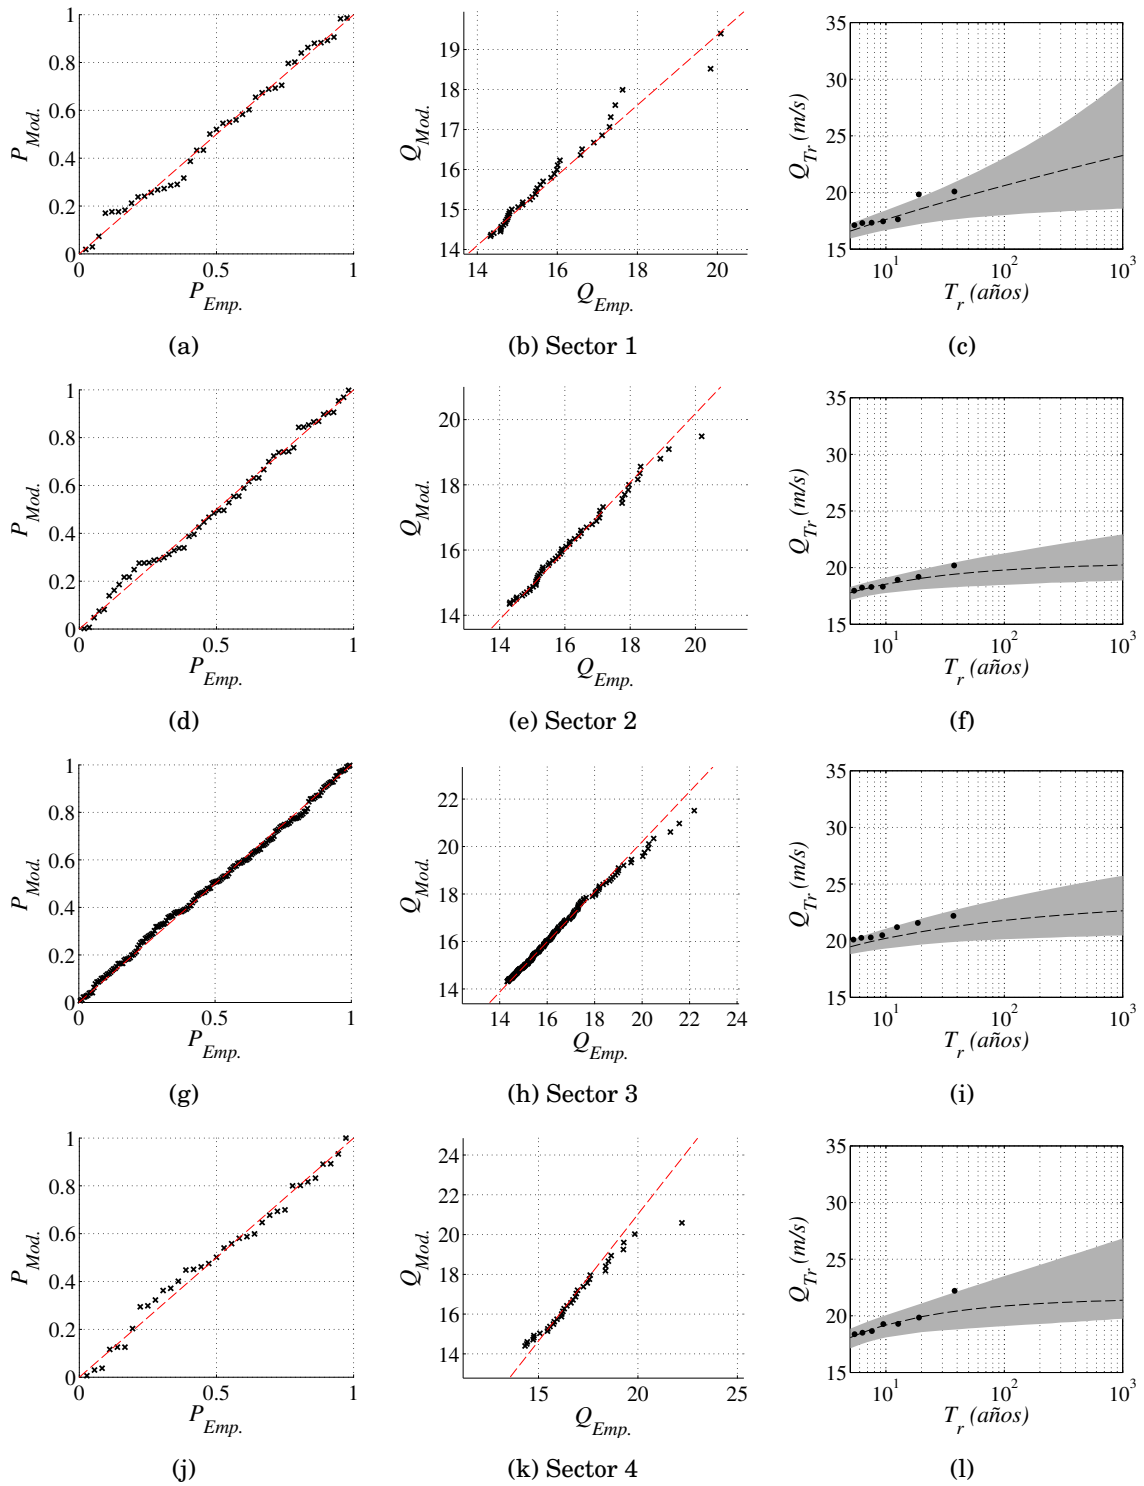 1
0.8
0.6
0.4
0.2
0
0 0.5 1
P_Mod.
P_Emp.
(a)
19
18
17
16
15
14
14 16 18 20
Q_Mod.
Q_Emp.
(b) Sector 1
35
30
25
20
15
10^1 10^2 10^3
Q_Tr (m/s)
T_r (años)
(c)
1
0.8
0.6
0.4
0.2
0
0 0.5 1
P_Mod.
P_Emp.
(d)
20
18
16
14
14 16 18 20
Q_Mod.
Q_Emp.
(e) Sector 2
35
30
25
20
15
10^1 10^2 10^3
Q_Tr (m/s)
T_r (años)
(f)
1
0.8
0.6
0.4
0.2
0
0.5 1
P_Mod.
P_Emp.
(g)
22
20
18
16
14
14 16 18 20 22 24
Q_Mod.
Q_Emp.
(h) Sector 3
35
30
25
20
15
10^1 10^2 10^3
Q_Tr (m/s)
T_r (años)
(i)
1
0.8
0.6
0.4
0.2
0
0 0.5 1
P_Mod.
P_Emp.
(j)
24
22
20
18
16
14
15 20 25
Q_Mod.
Q_Emp.
(k) Sector 4
35
30
25
20
15
10^1 10^2 10^3
Q_Tr (m/s)
T_r (años)
(l)